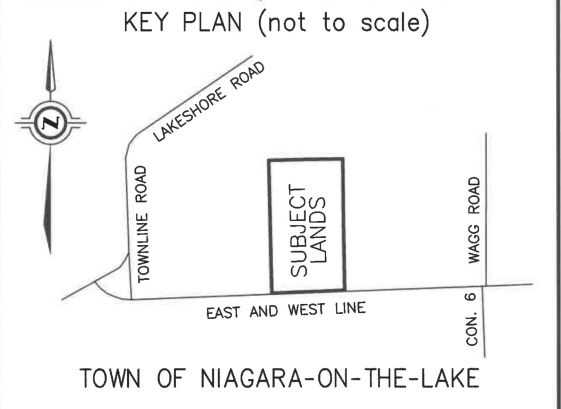 KEY PLAN (not to scale)
LAKESHORE ROAD
N
TOWNLINE ROAD
SUBJECT
LANDS
WAGG ROAD
EAST AND WEST LINE
CON. 6
TOWN OF NIAGARA-ON-THE-LAKE